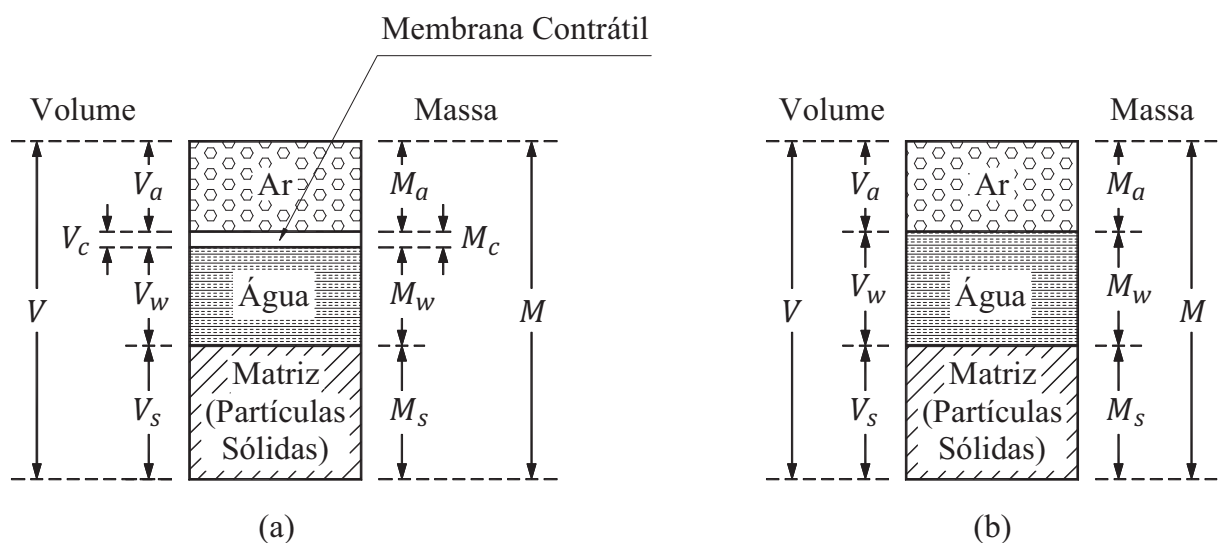 Membrana Contrátil
Volume Massa
V V_a V_c V_w V_s
Ar
Água
Matriz
(Partículas
Sólidas)
M_a M_c M_w M_s M
(a)
Volume Massa
V V_a V_w V_s
Ar
Água
Matriz
(Partículas
Sólidas)
M_a M_w M_s M
(b)